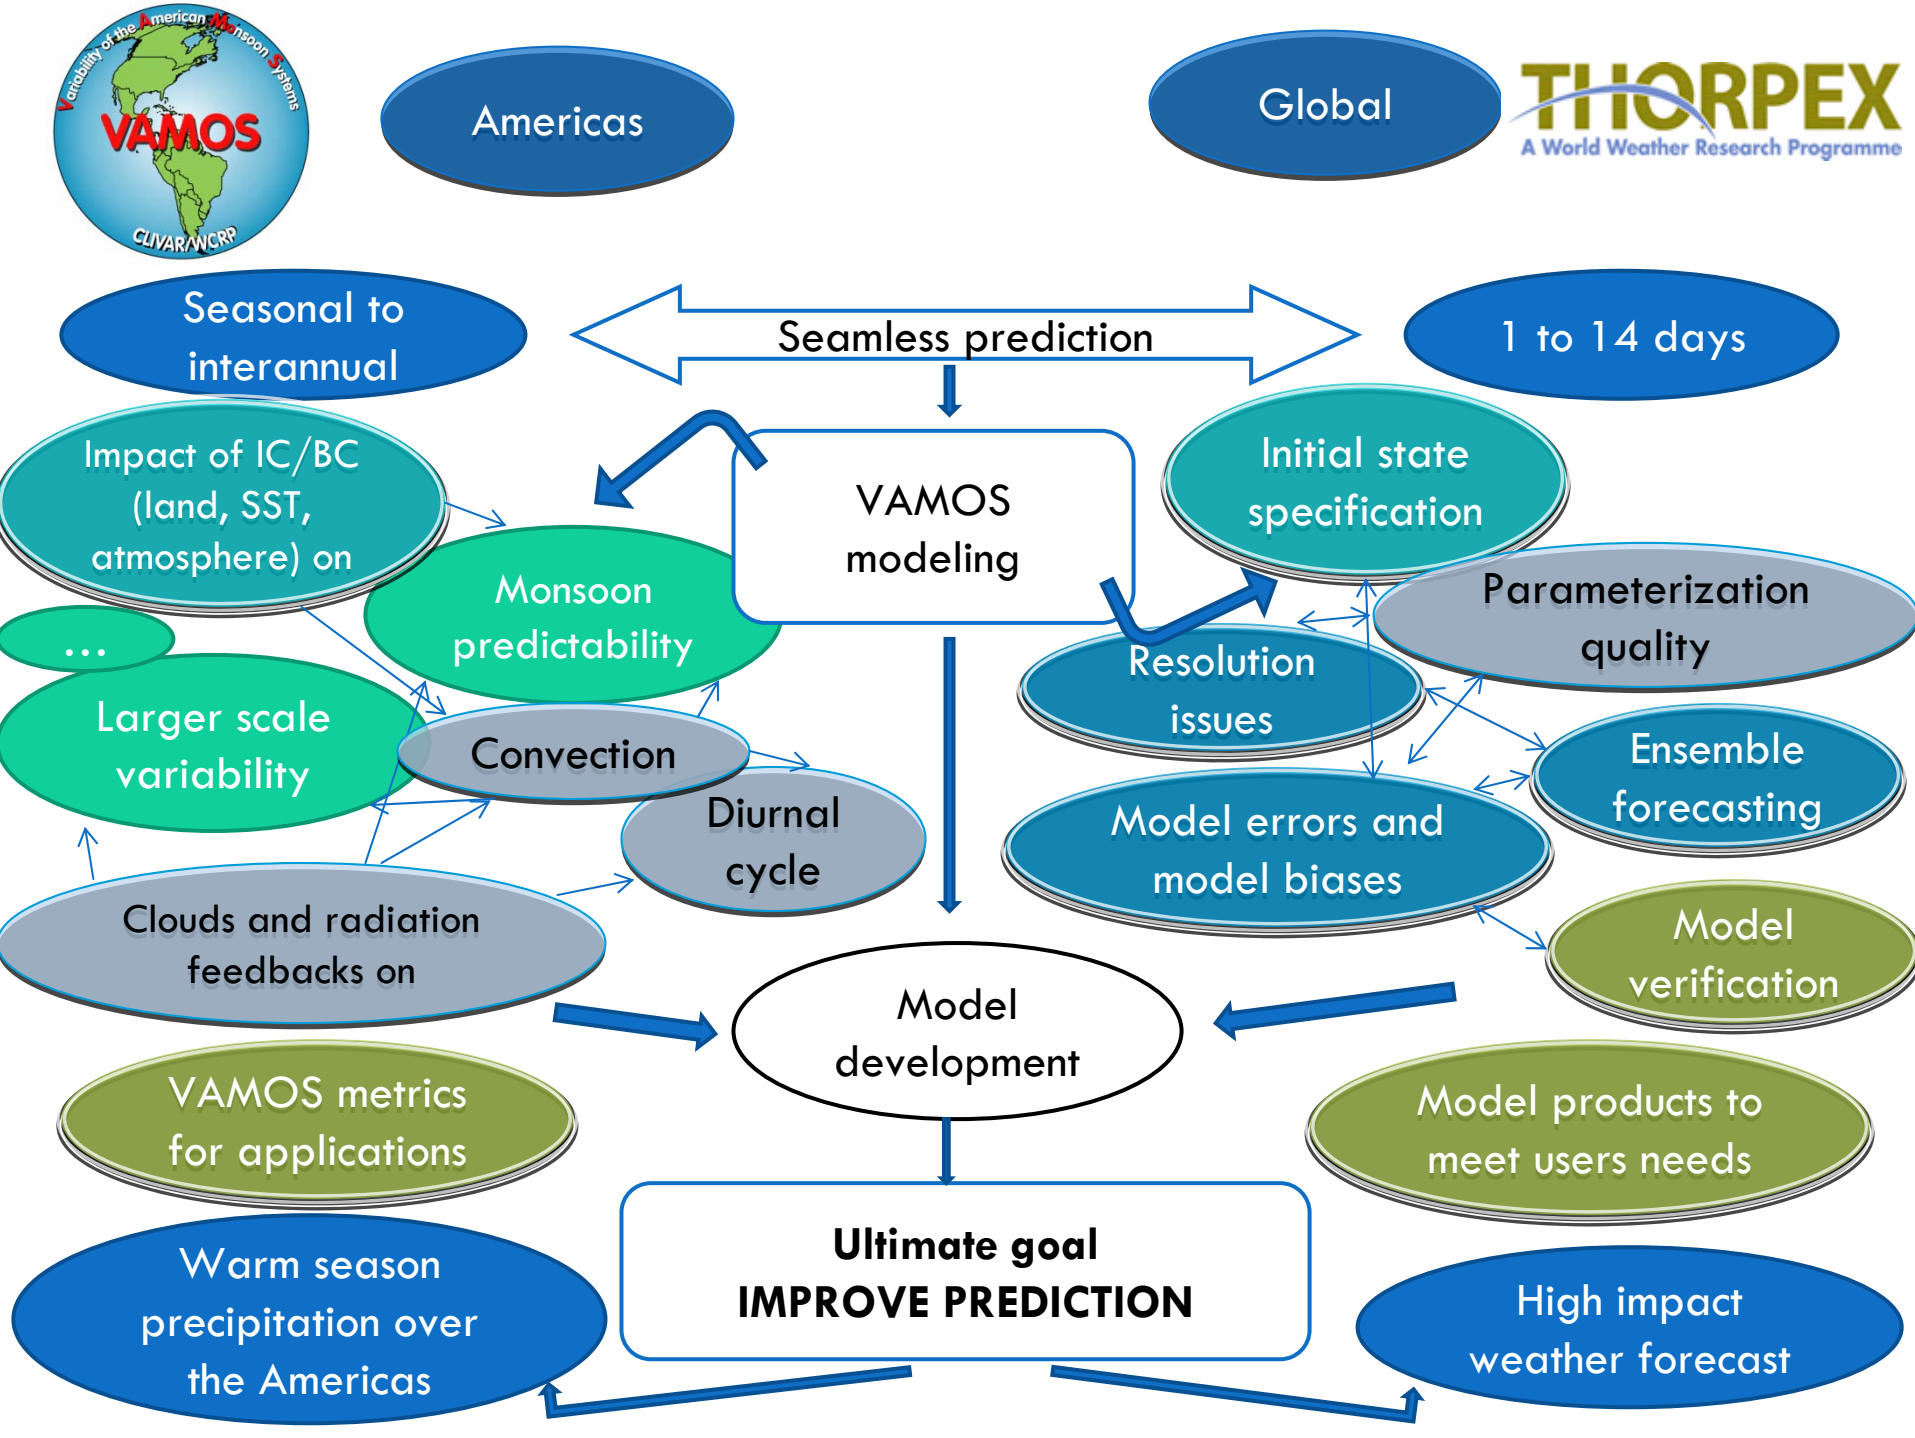 Variability of the American Monsoon Systems
VAMOS
CLIVAR/WCRP
Americas
Global
THORPEX
A World Weather Research Programme
Seasonal to
interannual
Seamless prediction
1 to 14 days
Impact of IC/BC
(land, SST,
atmosphere) on
VAMOS
modeling
Initial state
specification
Monsoon
predictability
Parameterization
quality
...
Resolution
issues
Larger scale
variability
Convection
Ensemble
forecasting
Diurnal
cycle
Model errors and
model biases
Clouds and radiation
feedbacks on
Model
verification
Model
development
VAMOS metrics
for applications
Model products to
meet users needs
Ultimate goal
IMPROVE PREDICTION
Warm season
precipitation over
the Americas
High impact
weather forecast